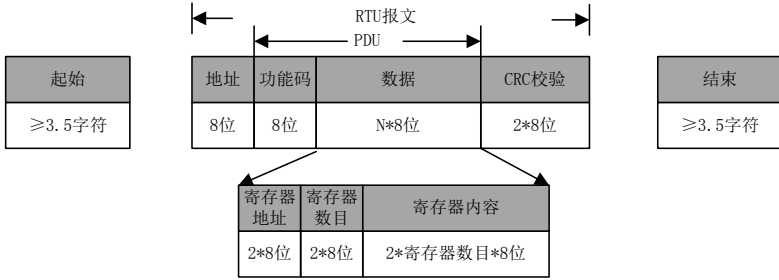 RTU报文
PDU
起始
地址 功能码 数据 CRC校验
结束
≥3.5字符
8位 8位 N*8位 2*8位
≥3.5字符
寄存器地址 寄存器数目 寄存器内容
2*8位 2*8位 2*寄存器数目*8位